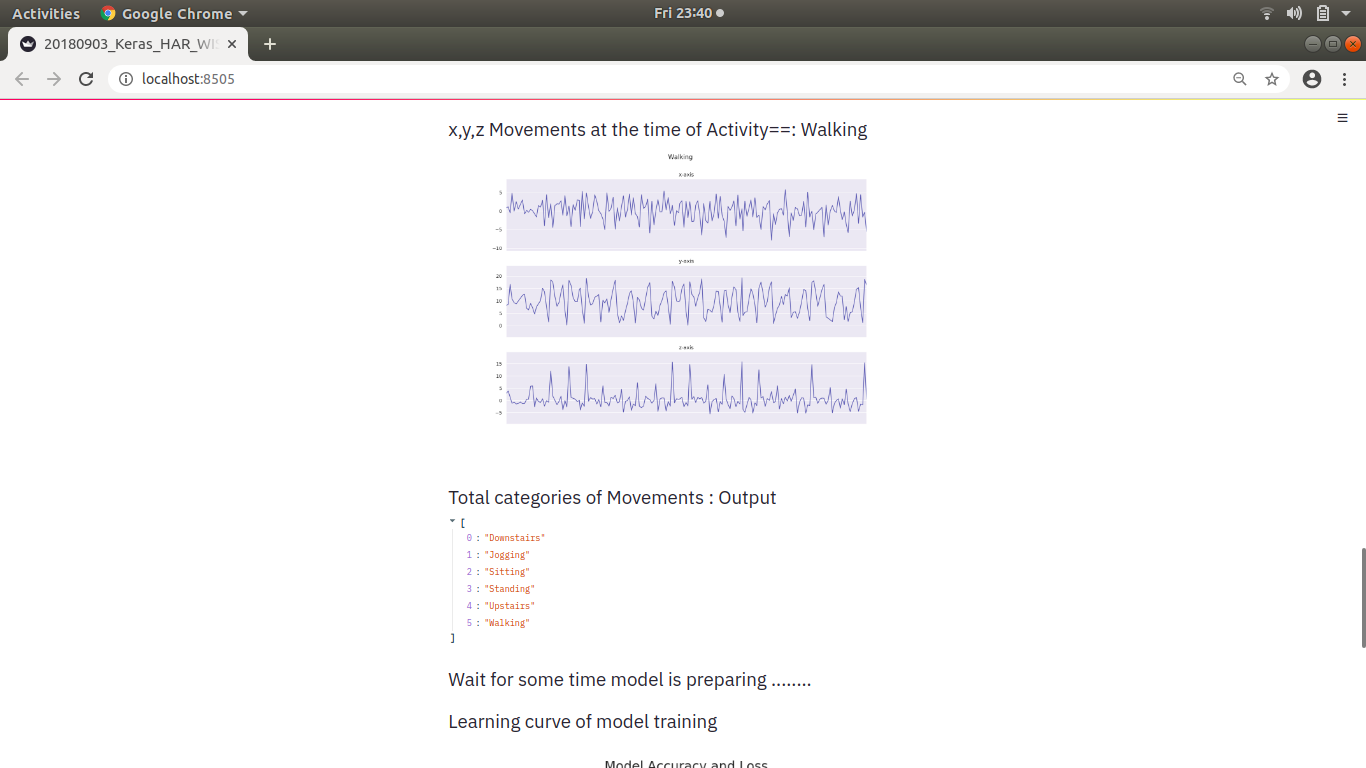 Activities Google Chrome Fri 23:40
20180903_Keras_HAR_WI
localhost:8505
x,y,z Movements at the time of Activity==: Walking
Walking
x-axis
5
0
−5
−10
y-axis
20
15
10
5
0
z-axis
15
10
5
0
−5
Total categories of Movements : Output
[
0 : "Downstairs"
1 : "Jogging"
2 : "Sitting"
3 : "Standing"
4 : "Upstairs"
5 : "Walking"
]
Wait for some time model is preparing ........
Learning curve of model training
Model Accuracy and Loss